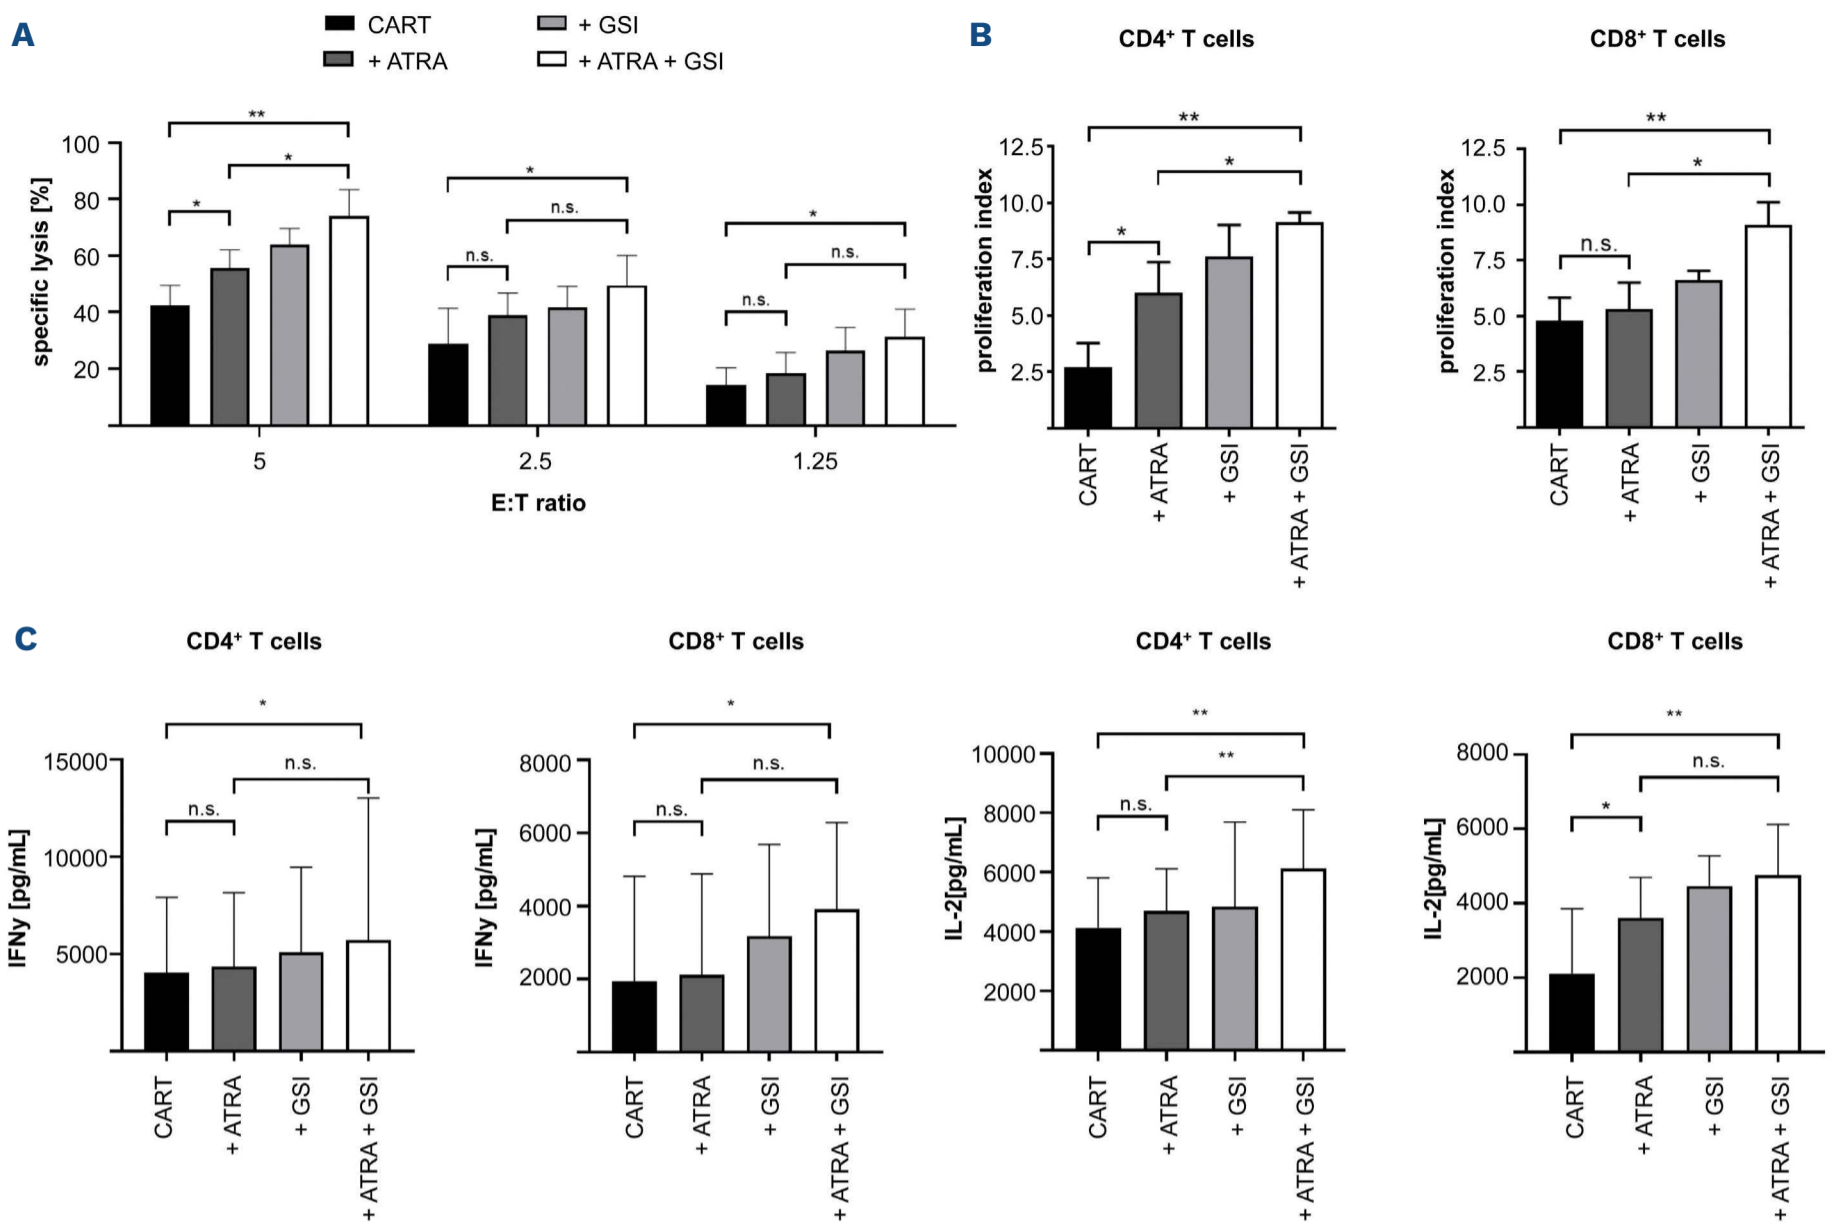 A
CART
+ GSI
+ ATRA
+ ATRA + GSI
specific lysis [%]
100
80
60
40
20
**
*
*
*
n.s.
n.s.
*
n.s.
n.s.
5
2.5
1.25
E:T ratio
B
CD4+ T cells
proliferation index
12.5
10.0
7.5
5.0
2.5
**
*
*
CART
+ ATRA
+ GSI
+ ATRA + GSI
CD8+ T cells
proliferation index
12.5
10.0
7.5
5.0
2.5
**
*
n.s.
CART
+ ATRA
+ GSI
+ ATRA + GSI
C
CD4+ T cells
IFNy [pg/mL]
15000
10000
5000
*
n.s.
n.s.
CART
+ ATRA
+ GSI
+ ATRA + GSI
CD8+ T cells
IFNy [pg/mL]
8000
6000
4000
2000
*
n.s.
n.s.
CART
+ ATRA
+ GSI
+ ATRA + GSI
CD4+ T cells
IL-2[pg/mL]
10000
8000
6000
4000
2000
**
**
n.s.
CART
+ ATRA
+ GSI
+ ATRA + GSI
CD8+ T cells
IL-2[pg/mL]
8000
6000
4000
2000
**
n.s.
*
CART
+ ATRA
+ GSI
+ ATRA + GSI